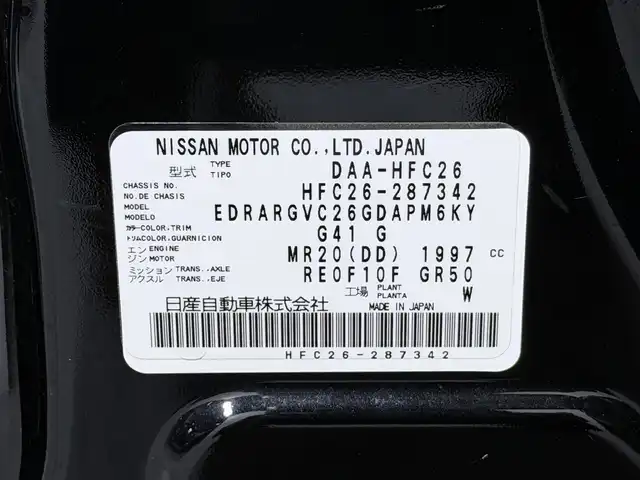 NISSAN MOTOR CO.,LTD.JAPAN
型式 TYPE TIPO DAA-HFC26
CHASSIS NO. NO.DE CHASIS HFC26-287342
MODEL MODELO EDRARGVC26GDAPM6KY
カラー COLOR,TRIM トリム COLOR,GUARNICION G41 G
エンジン ENGINE MOTOR MR20(DD) 1997 CC
ミッション TRANS.,AXLE アクスル TRANS.,EJE RE0F10F GR50
工場 PLANT PLANTA W
日産自動車株式会社 MADE IN JAPAN
HFC26-287342